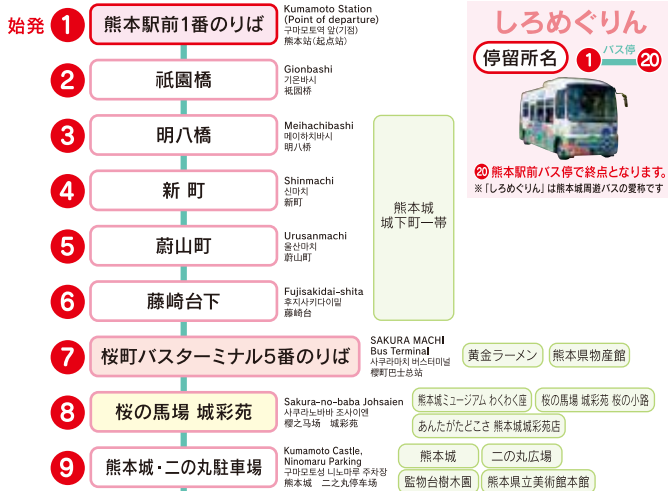 始発
1
熊本駅前1番のりば
Kumamoto Station
(Point of departure)
구마모토역 앞(기점)
熊本站(起点站)
2
祇園橋
Gionbashi
기온바시
祗园桥
3
明八橋
Meihachibashi
메이하치바시
明八桥
4
新町
Shinmachi
신마치
新町
5
蔚山町
Urusanmachi
울산마치
蔚山町
6
藤崎台下
Fujisakidai-shita
후지사키다이밑
藤崎台
熊本城
城下町一帯
7
桜町バスターミナル5番のりば
SAKURA MACHI
Bus Terminal
사쿠라마치 버스터미널
樱町巴士总站
黄金ラーメン
熊本県物産館
8
桜の馬場 城彩苑
Sakura-no-baba Johsaien
사쿠라노바바 조사이엔
樱之马场 城彩苑
熊本城ミュージアム わくわく座
桜の馬場 城彩苑 桜の小路
あんたがたどこさ 熊本城城彩苑店
9
熊本城・二の丸駐車場
Kumamoto Castle,
Ninomaru Parking
구마모토성 니노마루 주차장
熊本城 二之丸停车场
熊本城
二の丸広場
監物台樹木園
熊本県立美術館本館
しろめぐりん
停留所名
1
バス停
20
20 熊本駅前バス停で終点となります。
※「しろめぐりん」は熊本城周遊バスの愛称です